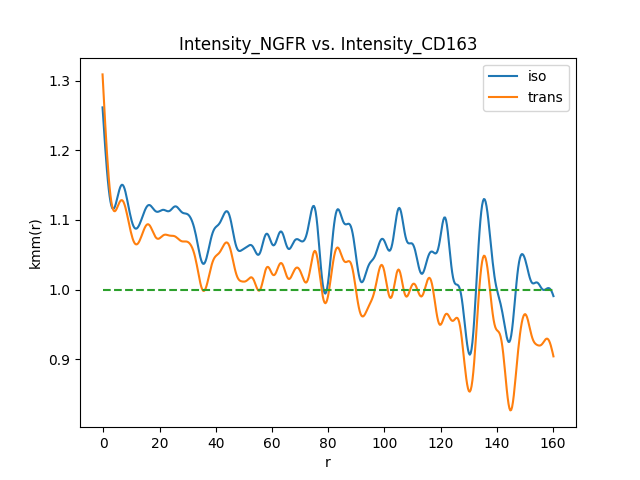 Intensity_NGFR vs. Intensity_CD163
iso
trans
kmm(r)
1.3
1.2
1.1
1.0
0.9
0 20 40 60 80 100 120 140 160
r